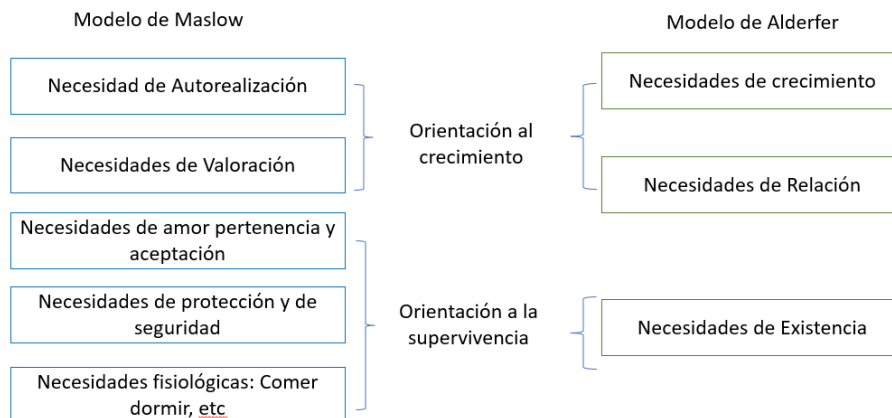 Modelo de Maslow
Necesidad de Autorealización
Necesidades de Valoración
Necesidades de amor pertenencia y
aceptación
Necesidades de protección y de
seguridad
Necesidades fisiológicas: Comer
dormir, etc
Orientación al
crecimiento
Orientación a la
supervivencia
Modelo de Alderfer
Necesidades de crecimiento
Necesidades de Relación
Necesidades de Existencia